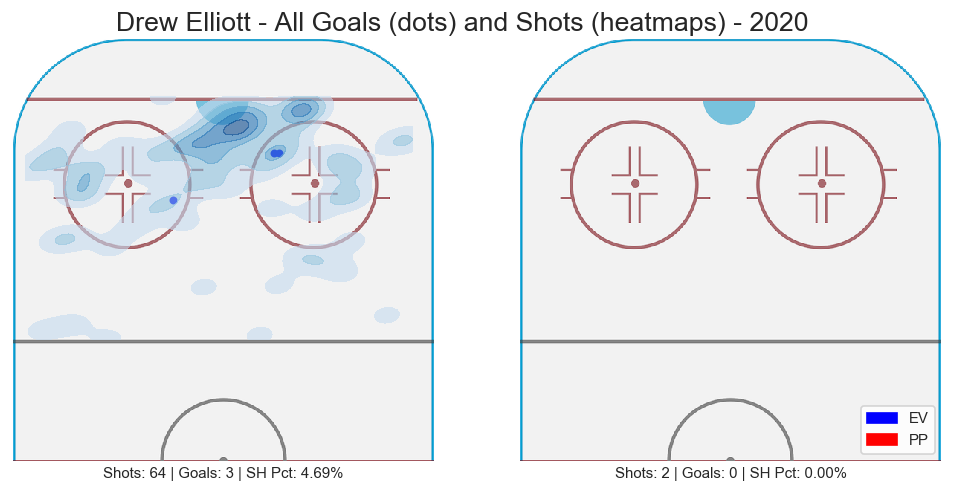 Drew Elliott - All Goals (dots) and Shots (heatmaps) - 2020
EV
PP
Shots: 64 | Goals: 3 | SH Pct: 4.69%
Shots: 2 | Goals: 0 | SH Pct: 0.00%